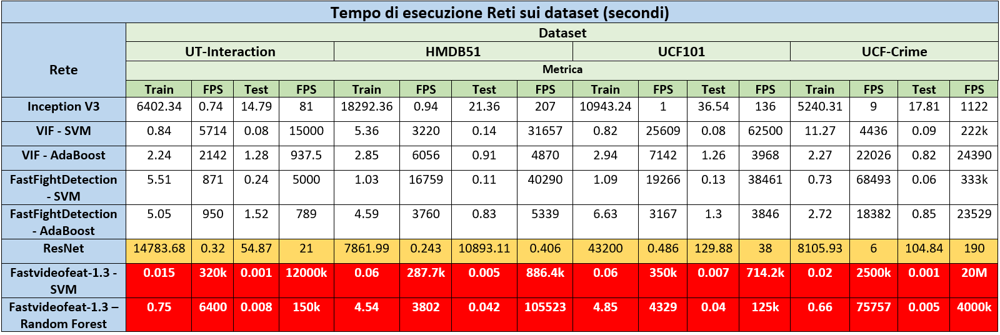 Tempo di esecuzione Reti sui dataset (secondi)
Rete
Dataset
UT-Interaction HMDB51 UCF101 UCF-Crime
Metrica
Train FPS Test FPS Train FPS Test FPS Train FPS Test FPS Train FPS Test FPS
Inception V3 6402.34 0.74 14.79 81 18292.36 0.94 21.36 207 10943.24 1 36.54 136 5240.31 9 17.81 1122
VIF - SVM 0.84 5714 0.08 15000 5.36 3220 0.14 31657 0.82 25609 0.08 62500 11.27 4436 0.09 222k
VIF - AdaBoost 2.24 2142 1.28 937.5 2.85 6056 0.91 4870 2.94 7142 1.26 3968 2.27 22026 0.82 24390
FastFightDetection
- SVM
5.51 871 0.24 5000 1.03 16759 0.11 40290 1.09 19266 0.13 38461 0.73 68493 0.06 333k
FastFightDetection
- AdaBoost
5.05 950 1.52 789 4.59 3760 0.83 5339 6.63 3167 1.3 3846 2.72 18382 0.85 23529
ResNet 14783.68 0.32 54.87 21 7861.99 0.243 10893.11 0.406 43200 0.486 129.88 38 8105.93 6 104.84 190
Fastvideofeat-1.3 -
SVM
0.015 320k 0.001 12000k 0.06 287.7k 0.005 886.4k 0.06 350k 0.007 714.2k 0.02 2500k 0.001 20M
Fastvideofeat-1.3 –
Random Forest
0.75 6400 0.008 150k 4.54 3802 0.042 105523 4.85 4329 0.04 125k 0.66 75757 0.005 4000k